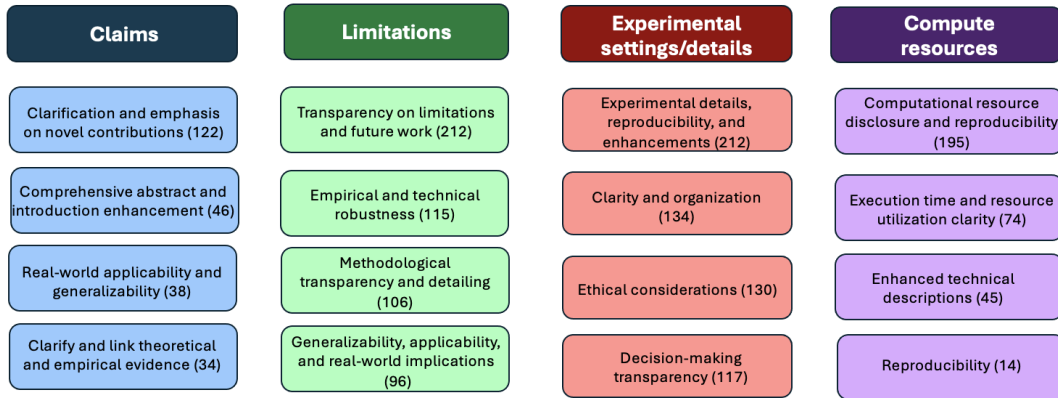 Claims
Clarification and emphasis
on novel contributions (122)
Comprehensive abstract and
introduction enhancement (46)
Real-world applicability and
generalizability (38)
Clarify and link theoretical
and empirical evidence (34)
Limitations
Transparency on limitations
and future work (212)
Empirical and technical
robustness (115)
Methodological
transparency and detailing
(106)
Generalizability, applicability,
and real-world implications
(96)
Experimental
settings/details
Experimental details,
reproducibility, and
enhancements (212)
Clarity and organization
(134)
Ethical considerations (130)
Decision-making
transparency (117)
Compute
resources
Computational resource
disclosure and reproducibility
(195)
Execution time and resource
utilization clarity (74)
Enhanced technical
descriptions (45)
Reproducibility (14)